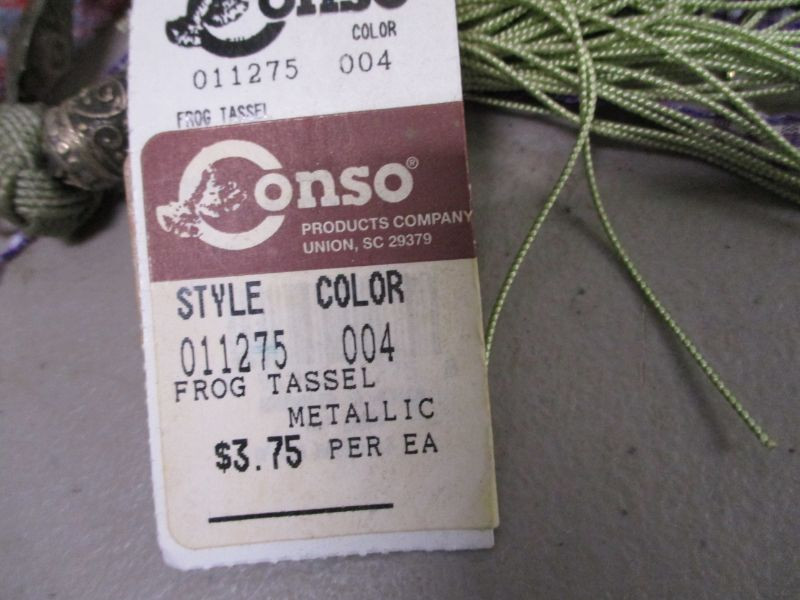 Conso
COLOR
011275 004
FROG TASSEL
Conso®
PRODUCTS COMPANY
UNION, SC 29379
STYLE COLOR
011275 004
FROG TASSEL
METALLIC
$3.75 PER EA